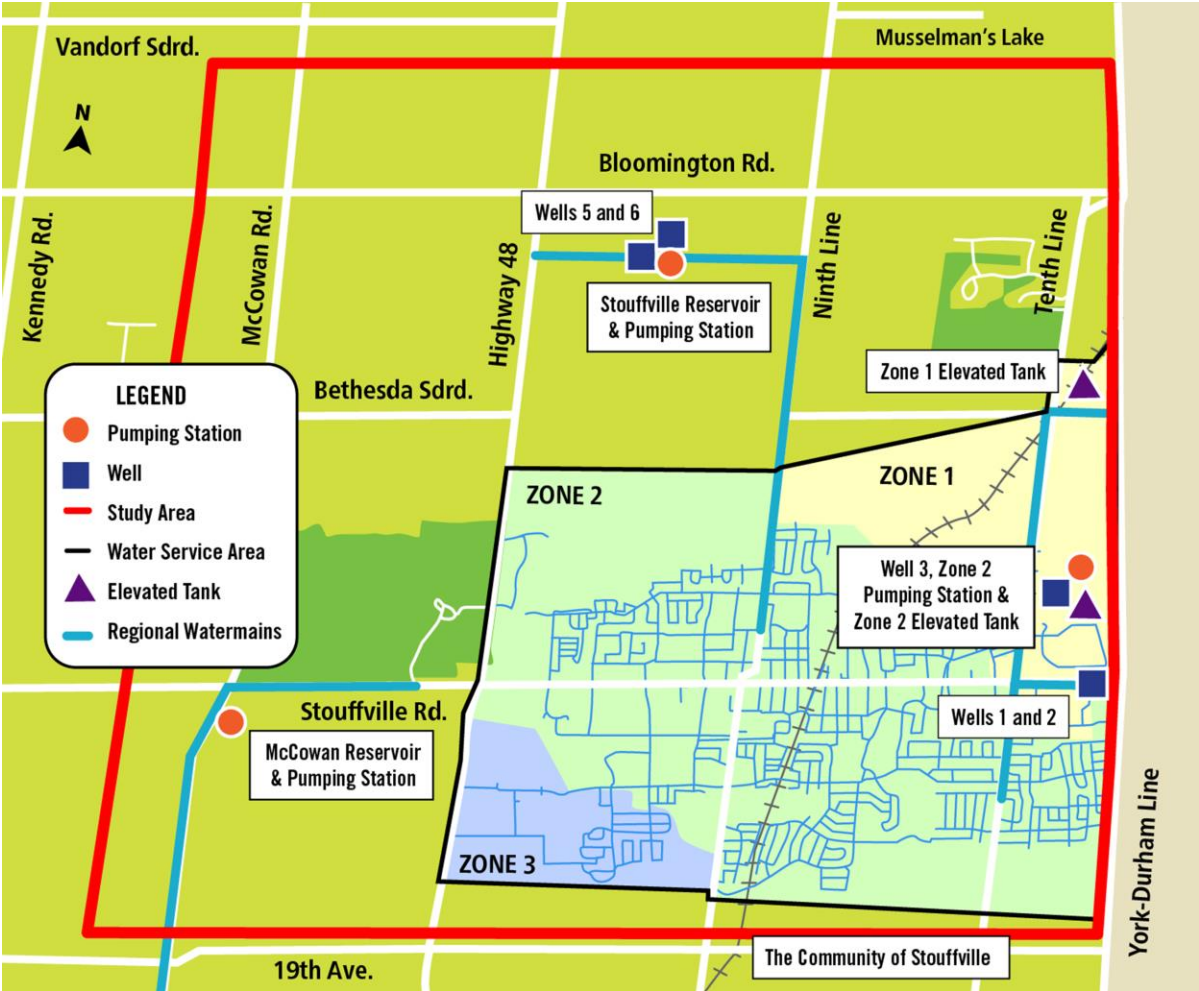 Vandorf Sdrd.
Musselman's Lake
N
Bloomington Rd.
Wells 5 and 6
Kennedy Rd.
McCowan Rd.
Highway 48
Ninth Line
Tenth Line
Stouffville Reservoir
& Pumping Station
Zone 1 Elevated Tank
Bethesda Sdrd.
LEGEND
Pumping Station
Well
Study Area
Water Service Area
Elevated Tank
Regional Watermains
ZONE 1
ZONE 2
Well 3, Zone 2
Pumping Station &
Zone 2 Elevated Tank
Wells 1 and 2
Stouffville Rd.
McCowan Reservoir
& Pumping Station
ZONE 3
York-Durham Line
The Community of Stouffville
19th Ave.